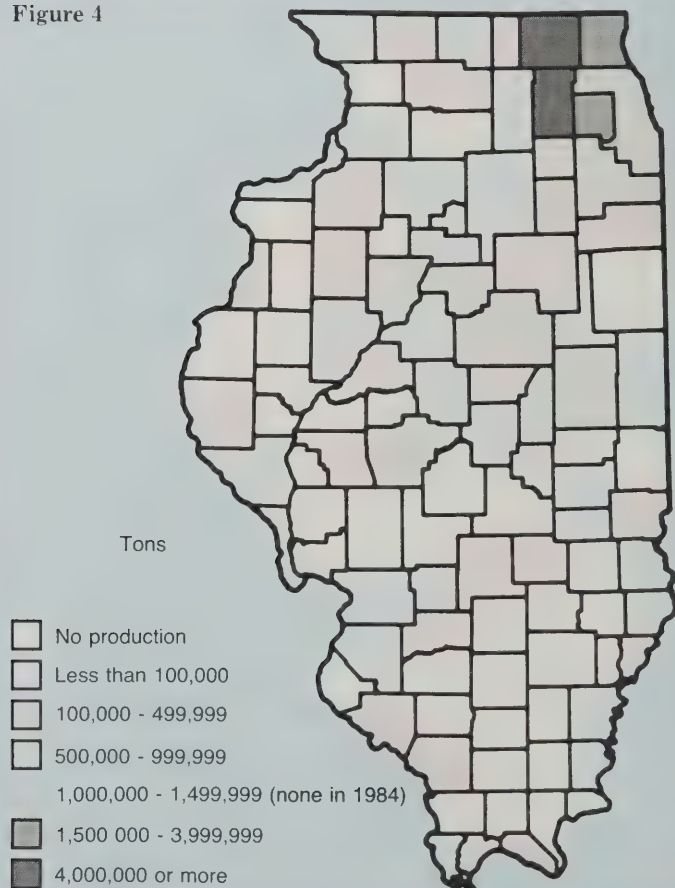 Figure 4
Tons
No production
Less than 100,000
100,000 - 499,999
500,000 - 999,999
1,000,000 - 1,499,999 (none in 1984)
1,500 000 - 3,999,999
4,000,000 or more